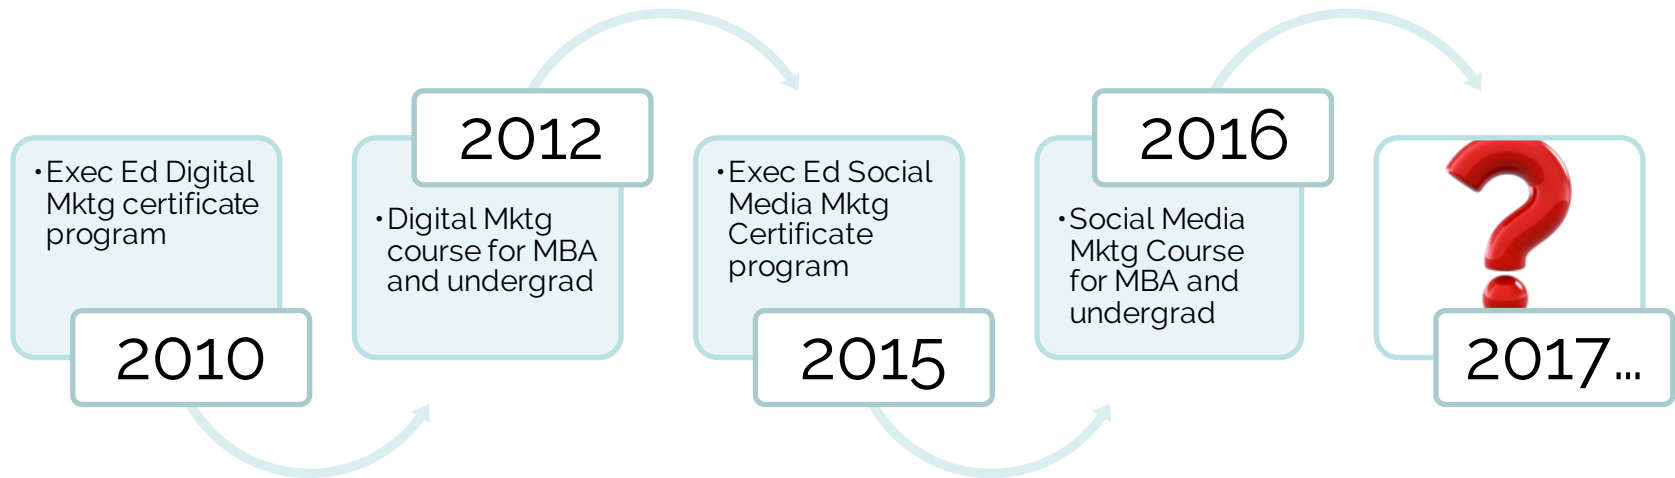 •Exec Ed Digital
Mktg certificate
program
2010
2012
•Digital Mktg
course for MBA
and undergrad
•Exec Ed Social
Media Mktg
Certificate
program
2015
2016
•Social Media
Mktg Course
for MBA and
undergrad
?
2017...